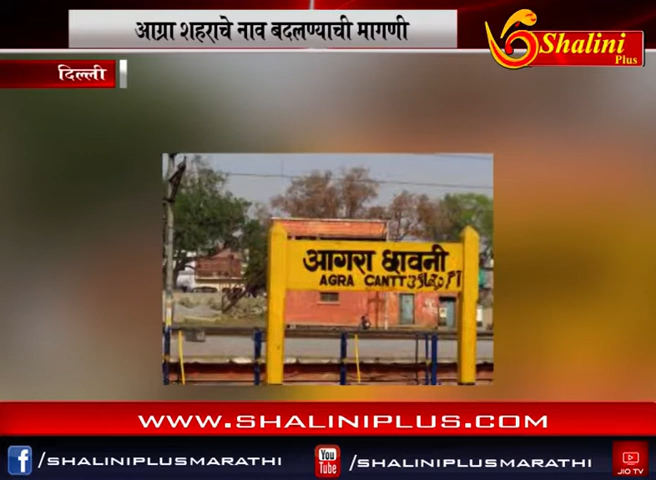 आग्रा शहराचे नाव बदलण्याची मागणी
Shalini
Plus
दिल्ली
आगरा छावनी
AGRA CANTT
WWW.SHALINIPLUS.COM
/SHALINIPLUSMARATHI
You
Tube
/SHALINIPLUSMARATHI
JIO TV